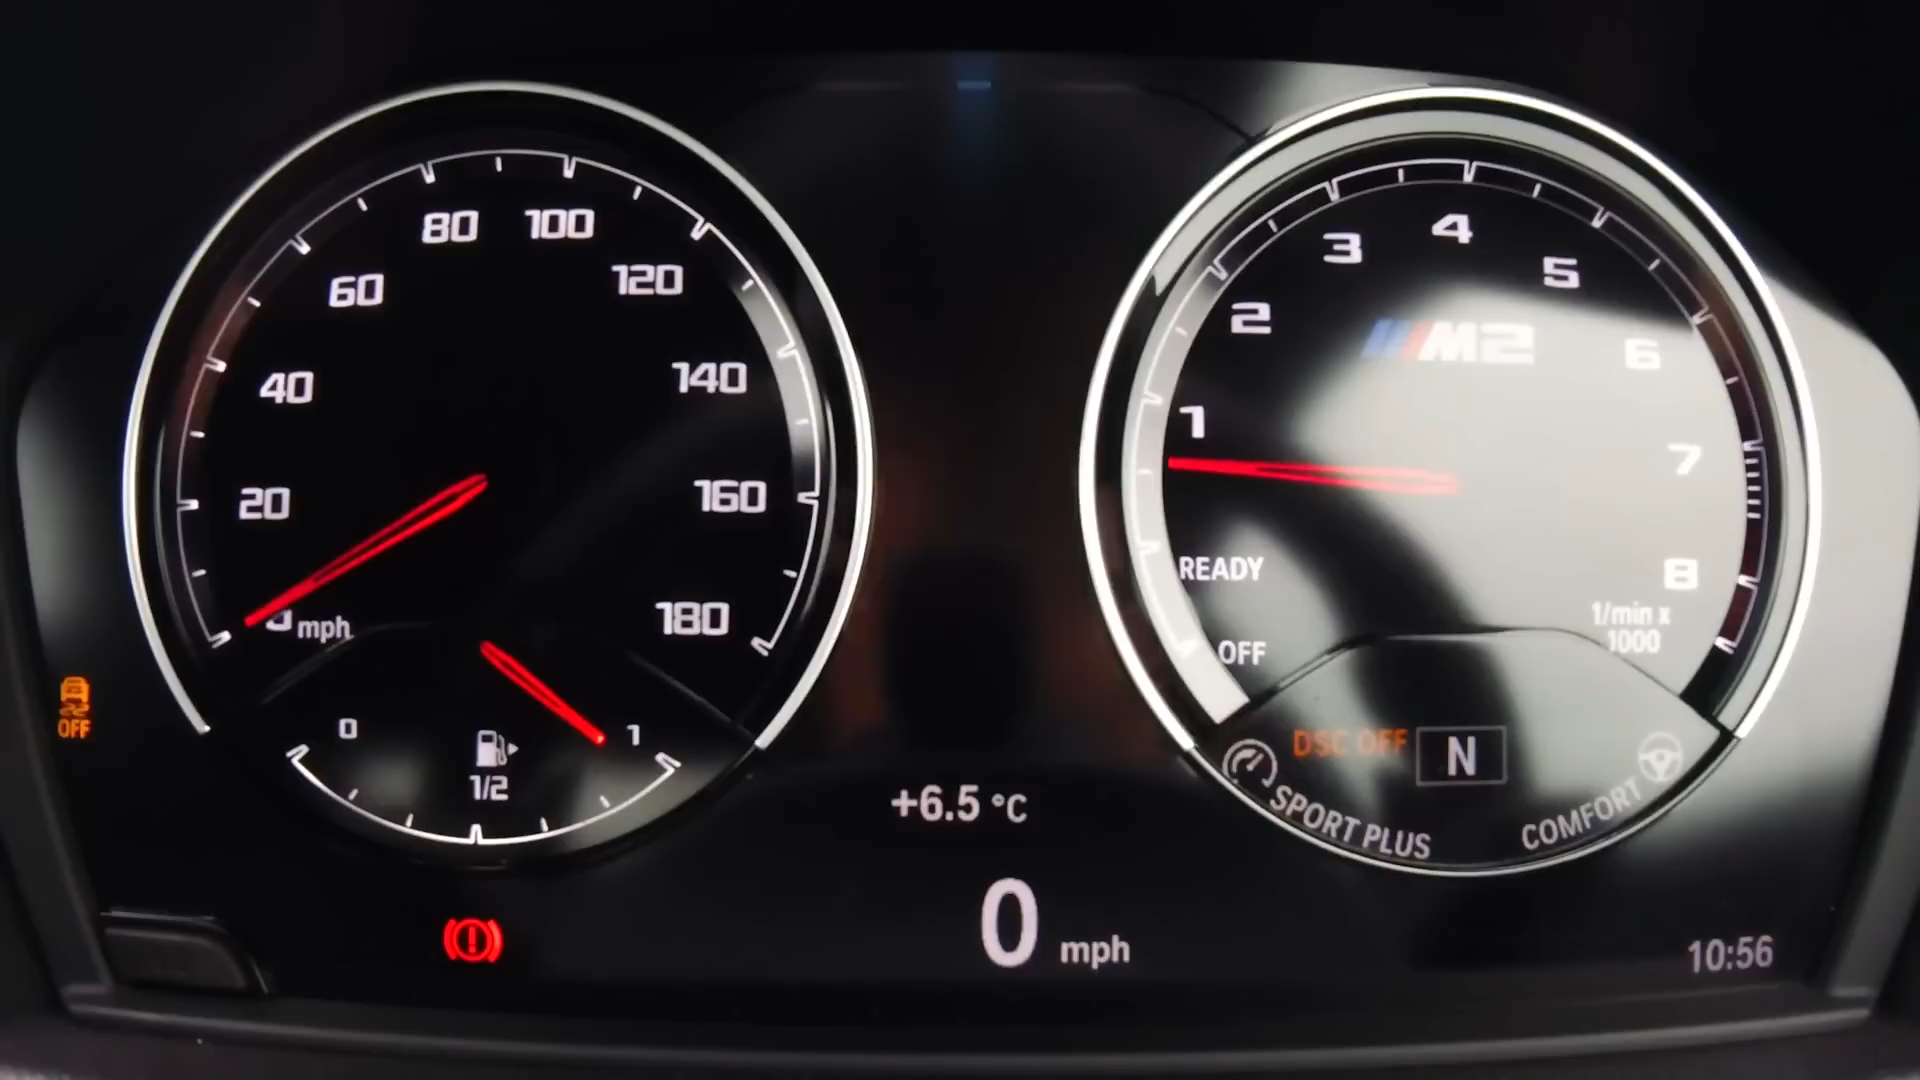 80 100
60 120
40 140
20 160
mph 180
0 1
1/2
OFF
+6.5 °C
0 mph
4
3 5
2 M2 6
1 7
READY 8
1/min x
1000
OFF
DSC OFF N
SPORT PLUS COMFORT
10:56